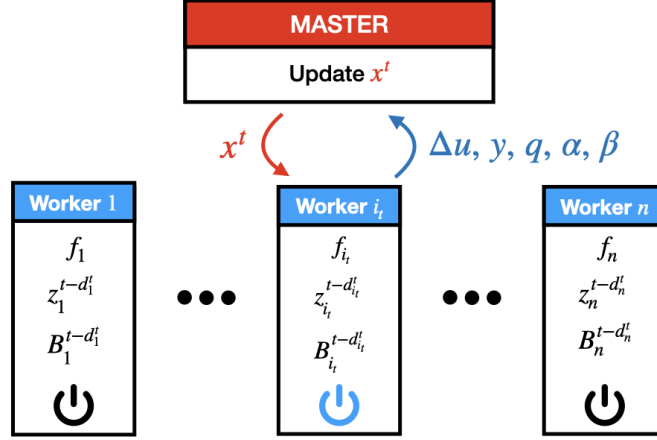 MASTER
Update x^t
x^t
Δu, y, q, α, β
Worker 1
f_1
z_1^{t-d_1^t}
B_1^{t-d_1^t}
Worker i_t
f_{i_t}
z_{i_t}^{t-d_{i_t}^t}
B_{i_t}^{t-d_{i_t}^t}
Worker n
f_n
z_n^{t-d_n^t}
B_n^{t-d_n^t}